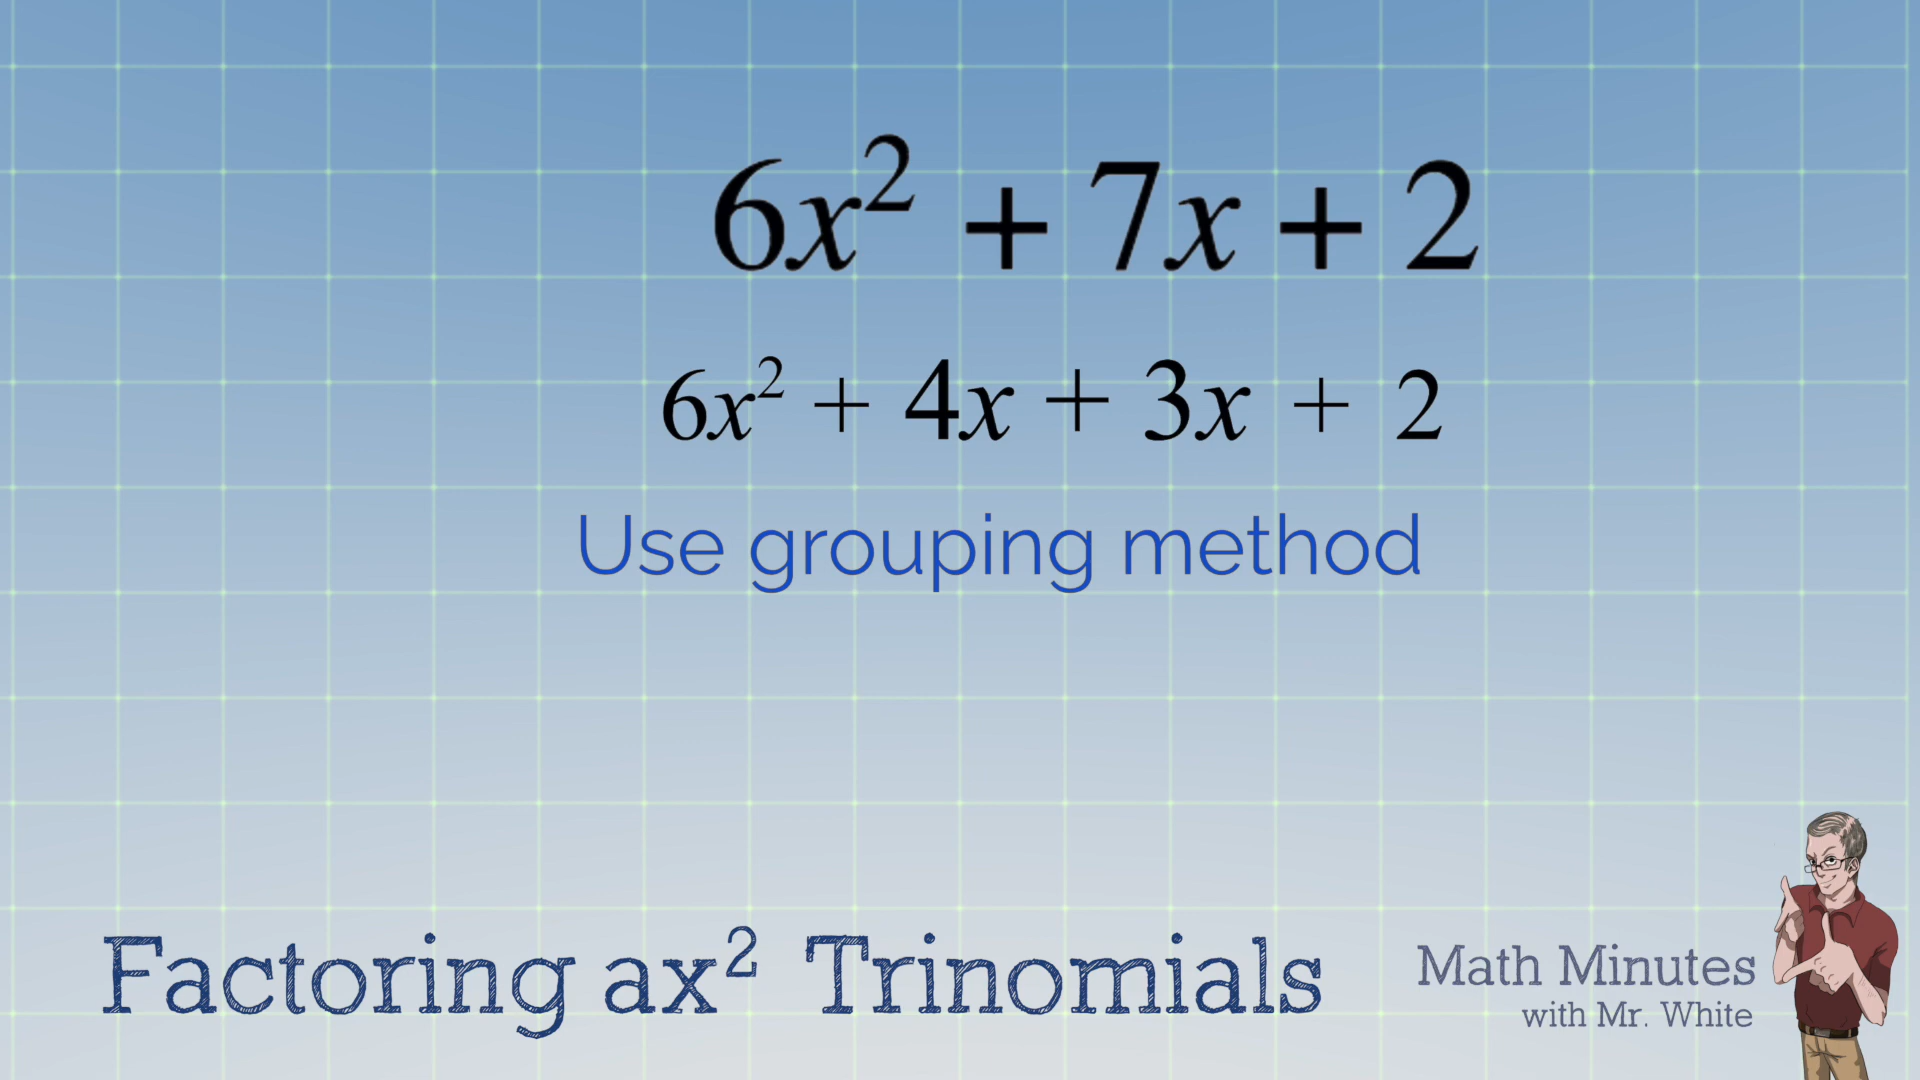 6x² + 7x + 2
6x² + 4x + 3x + 2
Use grouping method
Factoring ax² Trinomials
Math Minutes
with Mr. White